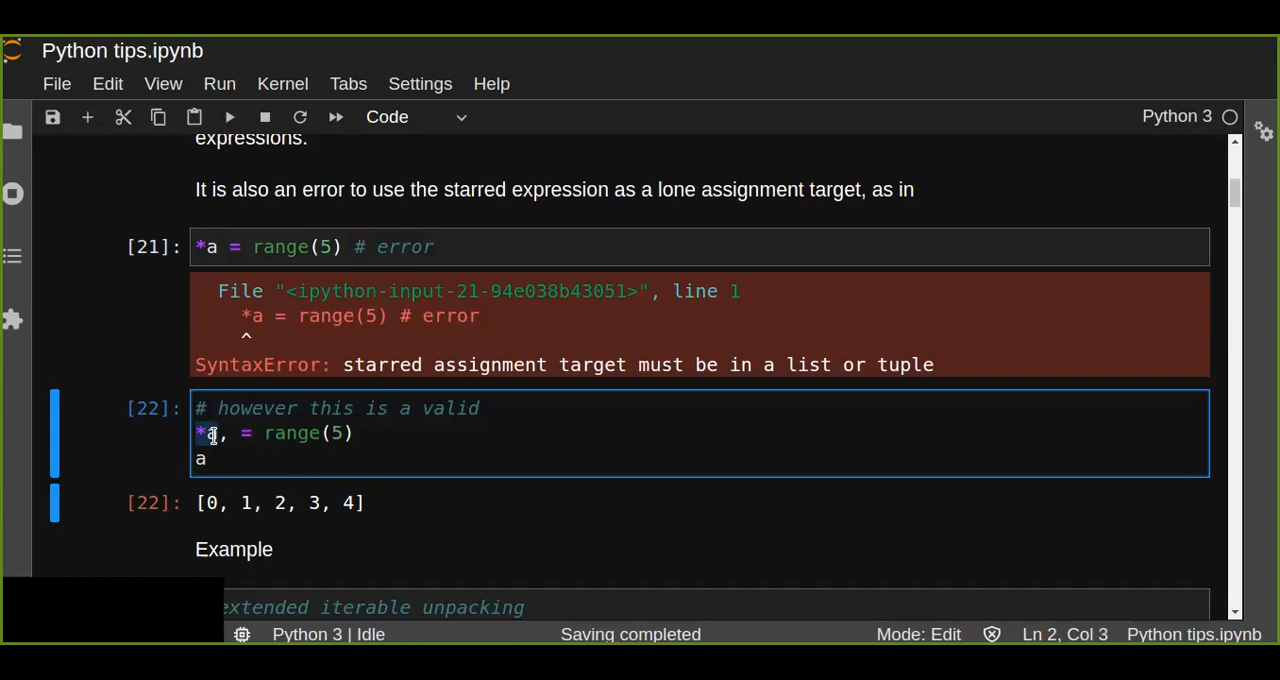 Python tips.ipynb
File Edit View Run Kernel Tabs Settings Help
Code Python 3
expressions.
It is also an error to use the starred expression as a lone assignment target, as in
[21]: *a = range(5) # error
File "<ipython-input-21-94e038b43051>", line 1
*a = range(5) # error
^
SyntaxError: starred assignment target must be in a list or tuple
[22]: # however this is a valid
*a, = range(5)
a
[22]: [0, 1, 2, 3, 4]
Example
extended iterable unpacking
Python 3 | Idle Saving completed Mode: Edit Ln 2, Col 3 Python tips.ipynb